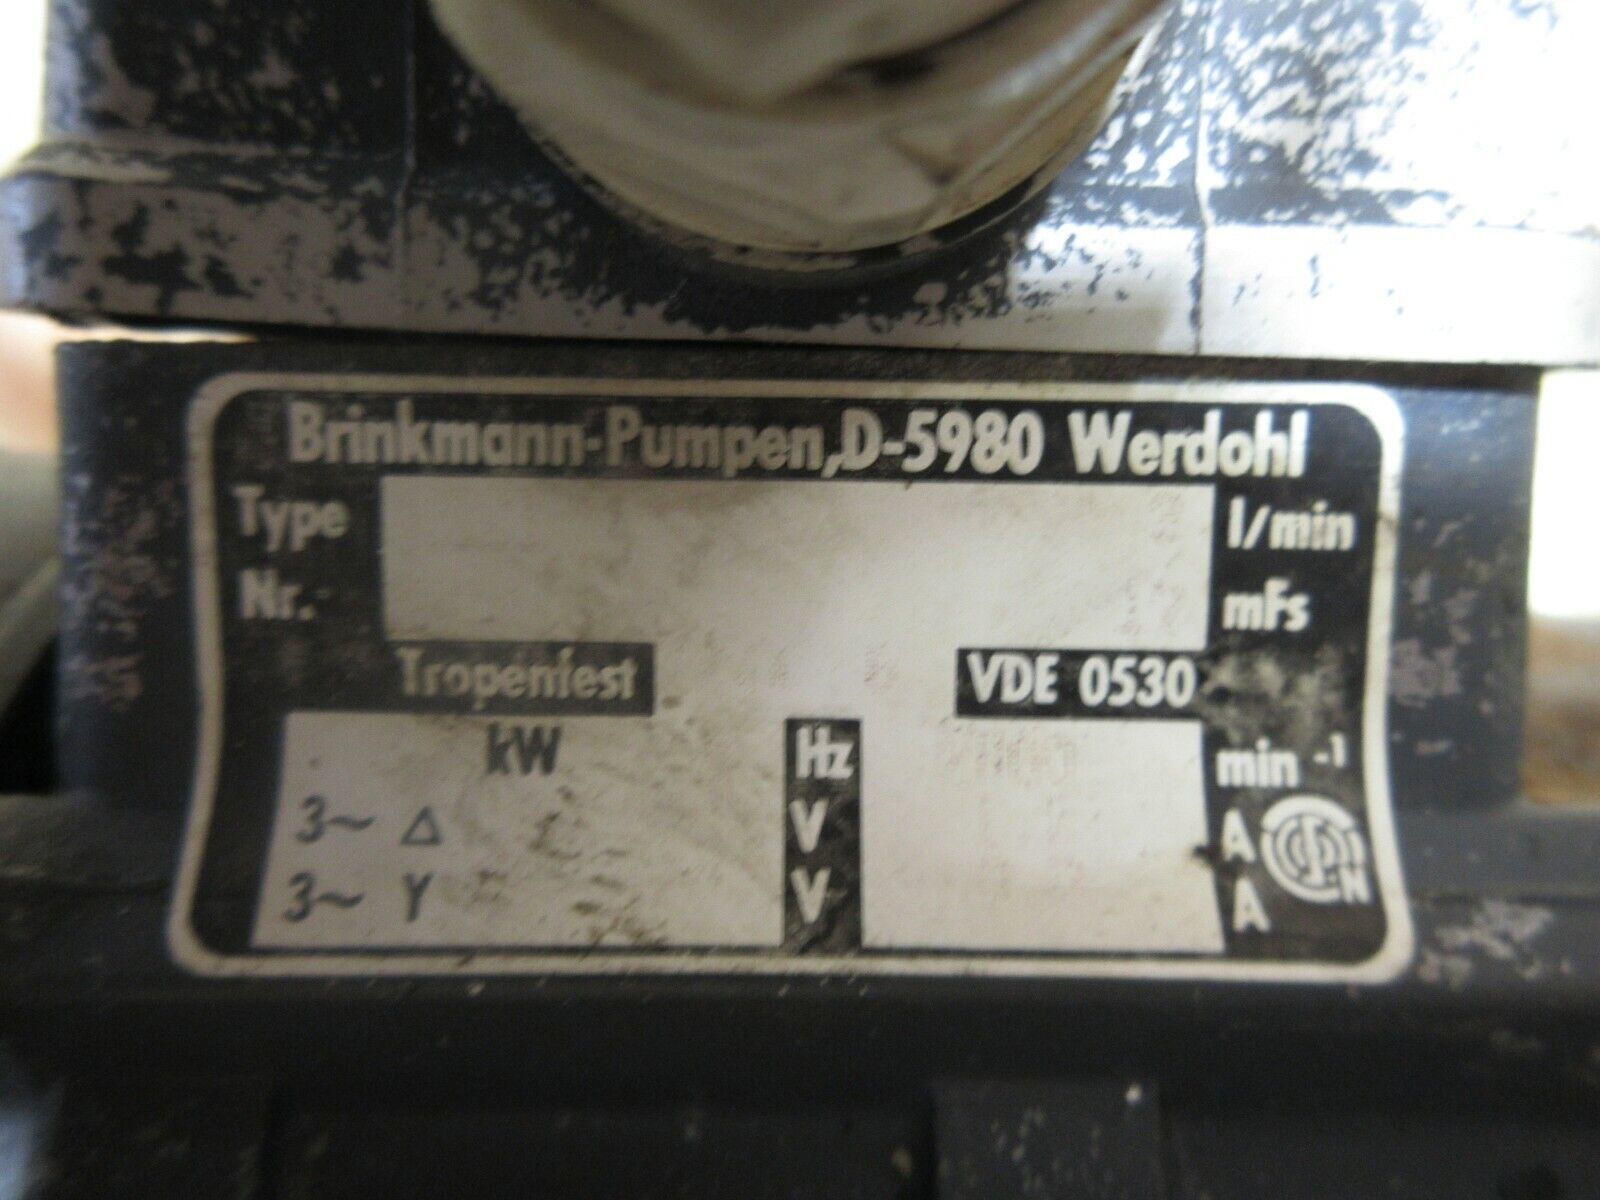 Brinkmann-Pumpen, D-5980 Werdohl
Type l/min
Nr. mFs
Tropenfest VDE 0530
kW Hz min -1
3~ Δ V A
3~ Y V A